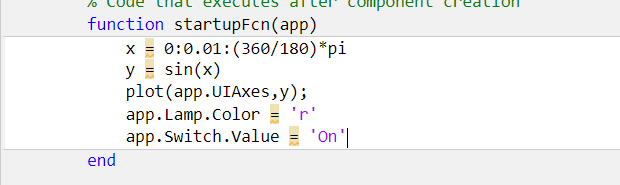 % Code that executes after component creation
function startupFcn(app)
x = 0:0.01:(360/180)*pi
y = sin(x)
plot(app.UIAxes,y);
app.Lamp.Color = 'r'
app.Switch.Value = 'On'
end